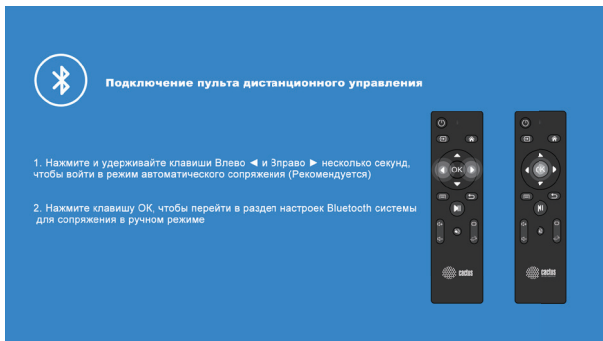 Подключение пульта дистанционного управления
1. Нажмите и удерживайте клавиши Влево ◄ и Зправо ► несколько секунд,
чтобы войти в режим автоматического сопряжения (Рекомендуется)
2. Нажмите клавишу ОК, чтобы перейти в раздел настроек Bluetooth системы
для сопряжения в ручном режиме
OK
OK
cactus
cactus